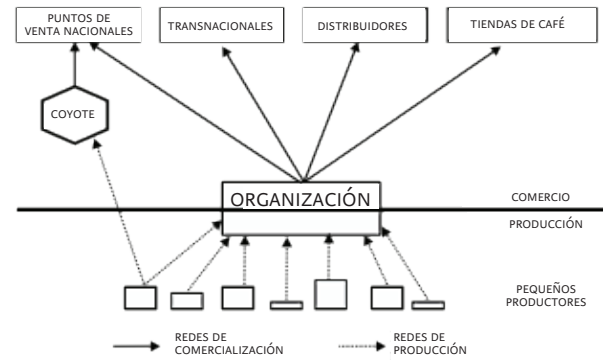 PUNTOS DE
VENTA NACIONALES
TRANSNACIONALES
DISTRIBUIDORES
TIENDAS DE CAFÉ
COYOTE
ORGANIZACIÓN
COMERCIO
PRODUCCIÓN
PEQUEÑOS
PRODUCTORES
REDES DE
COMERCIALIZACIÓN
REDES DE
PRODUCCIÓN